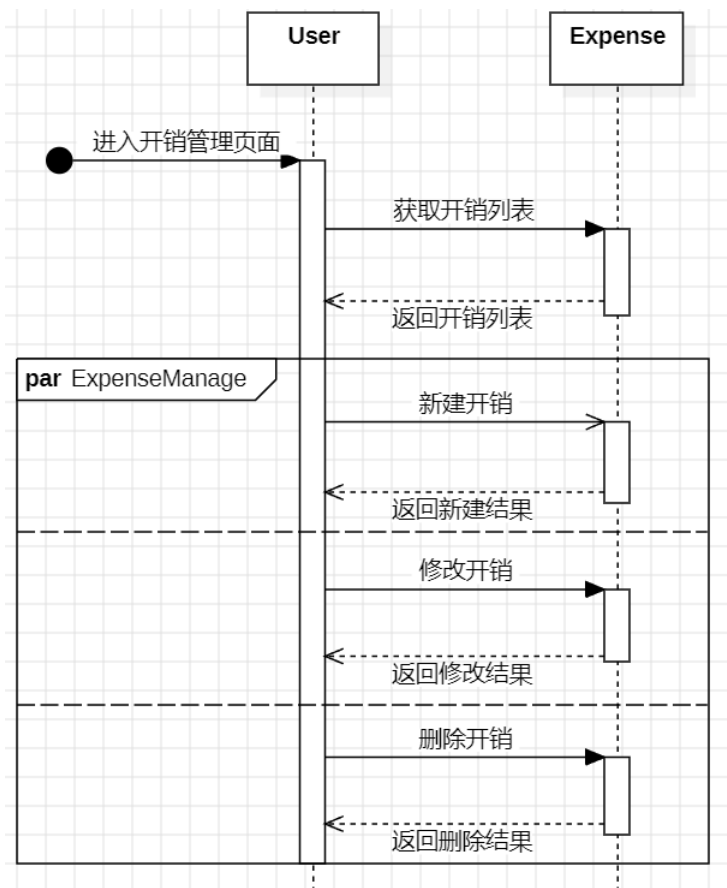 User
Expense
进入开销管理页面
获取开销列表
返回开销列表
par ExpenseManage
新建开销
返回新建结果
修改开销
返回修改结果
删除开销
返回删除结果